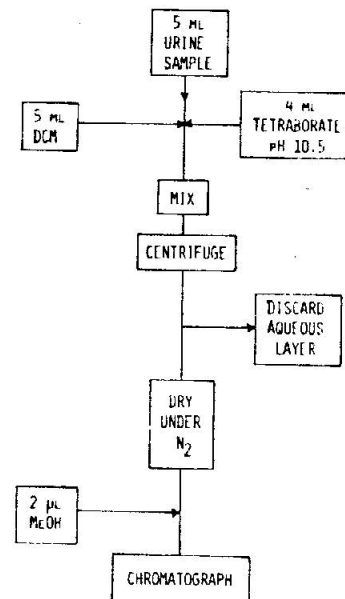 5 ML
URINE
SAMPLE
5 ML
DCM
4 ML
TETRABORATE
pH 10.5
MIX
CENTRIFUGE
DISCARD
AQUEOUS
LAYER
DRY
UNDER
N2
2 µL
MeOH
CHROMATOGRAPH